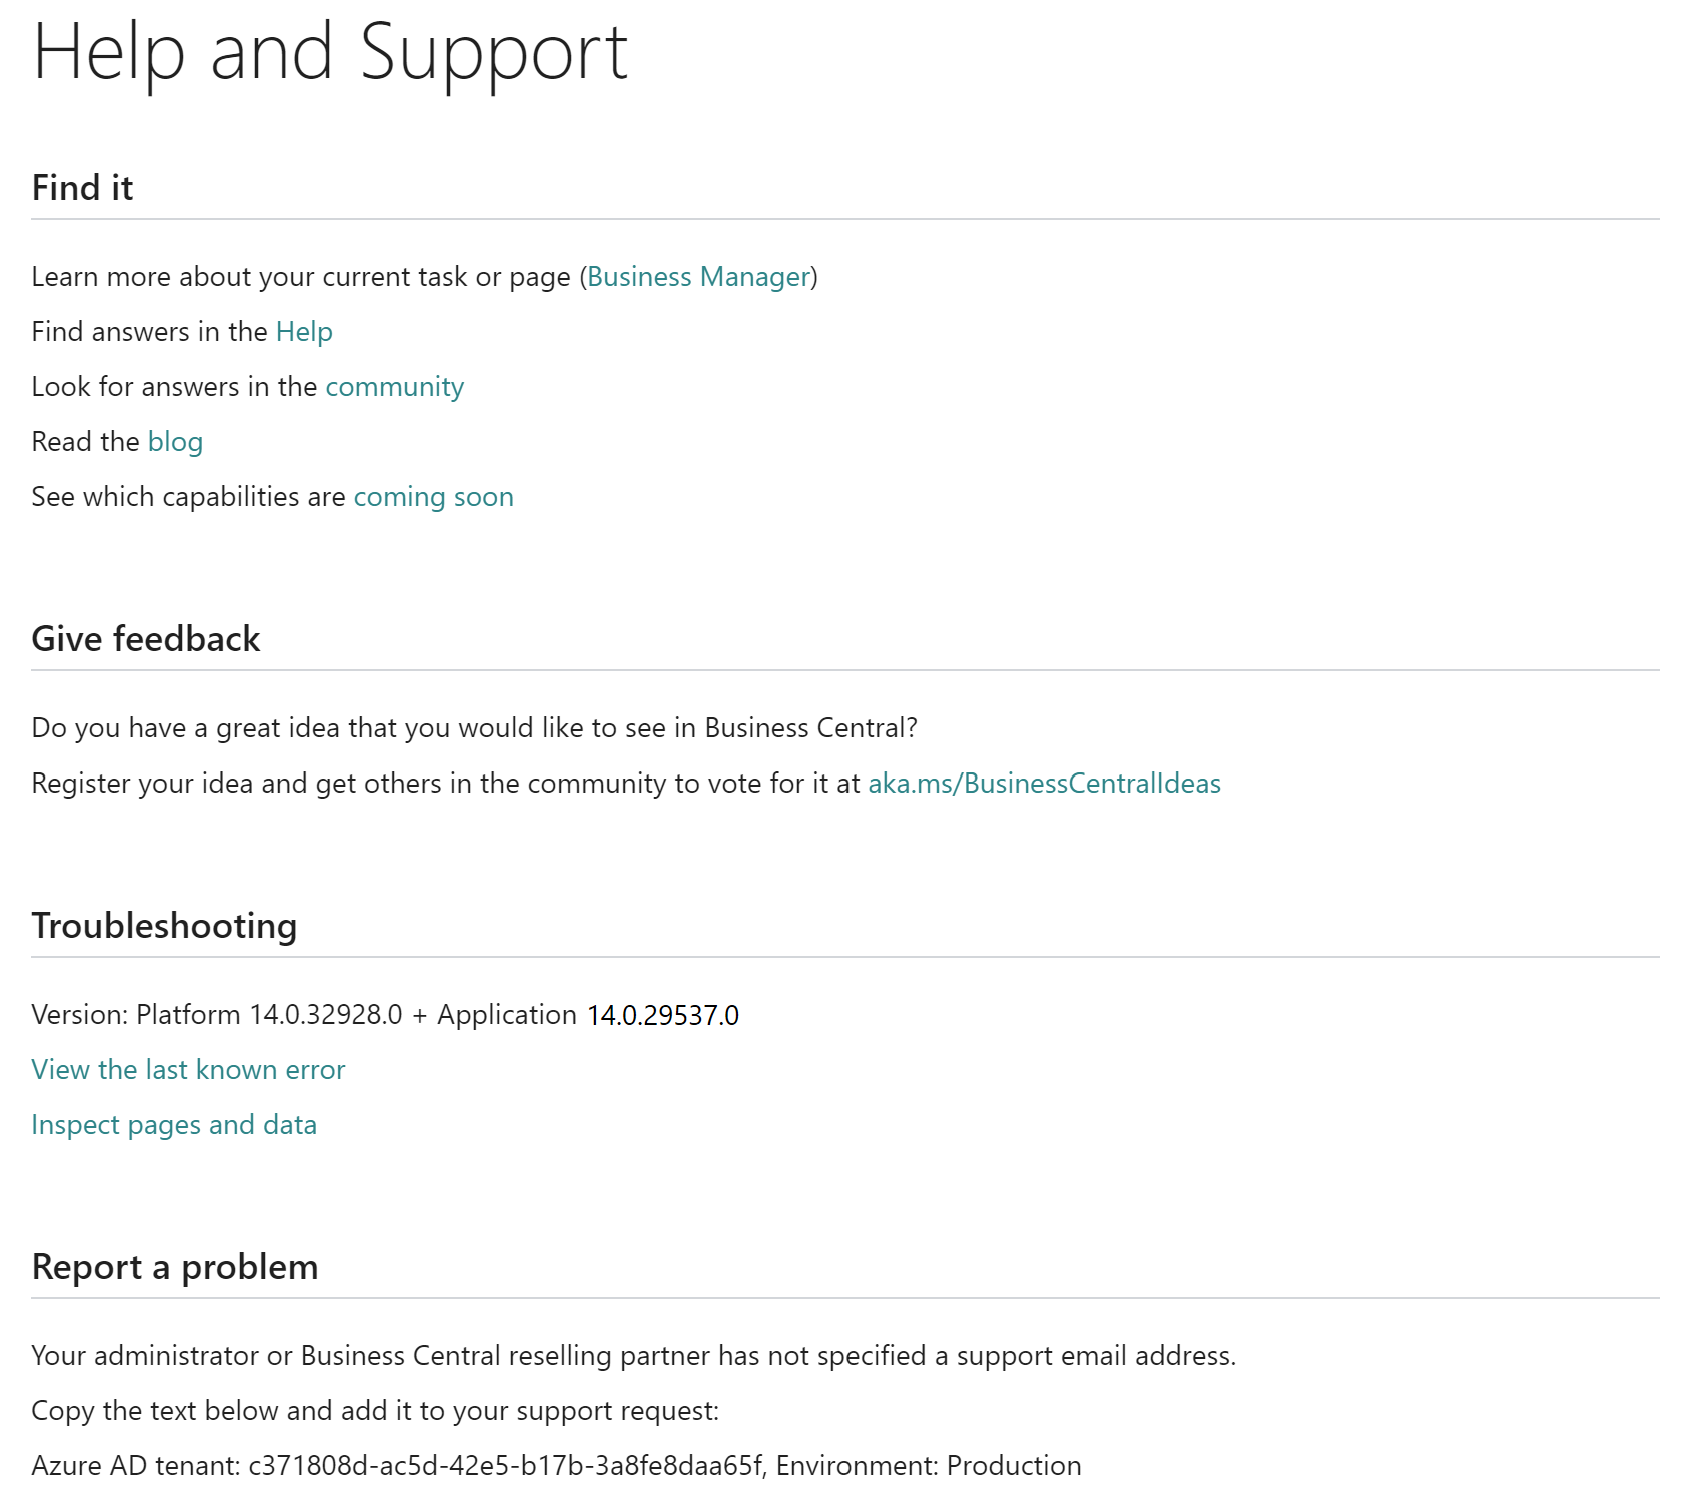 Help and Support
Find it
Learn more about your current task or page (Business Manager)
Find answers in the Help
Look for answers in the community
Read the blog
See which capabilities are coming soon
Give feedback
Do you have a great idea that you would like to see in Business Central?
Register your idea and get others in the community to vote for it at aka.ms/BusinessCentralIdeas
Troubleshooting
Version: Platform 14.0.32928.0 + Application 14.0.29537.0
View the last known error
Inspect pages and data
Report a problem
Your administrator or Business Central reselling partner has not specified a support email address.
Copy the text below and add it to your support request:
Azure AD tenant: c371808d-ac5d-42e5-b17b-3a8fe8daa65f, Environment: Production